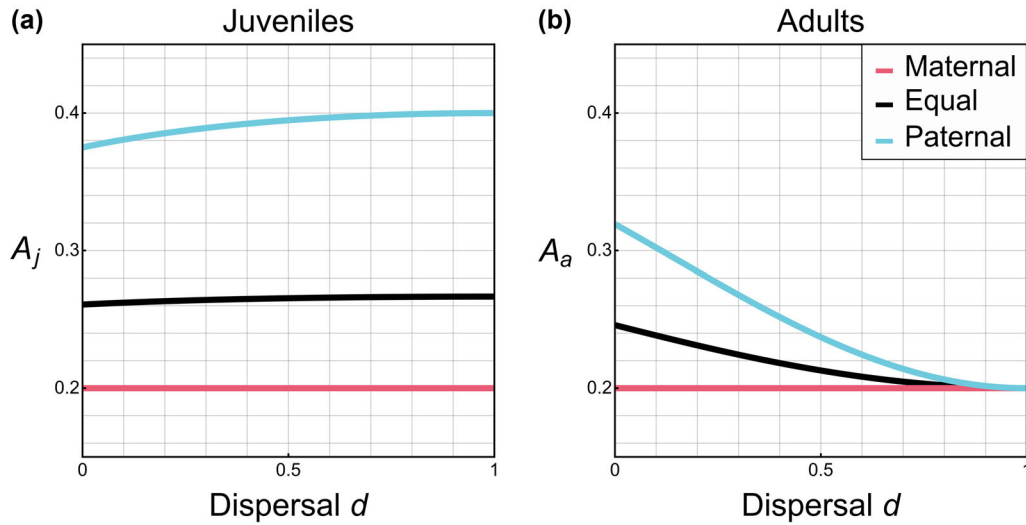 (a)
Juveniles
0.4
0.3
0.2
A_j
0
0.5
1
Dispersal d
(b)
Adults
Maternal
Equal
Paternal
0.4
0.3
0.2
A_a
0
0.5
1
Dispersal d